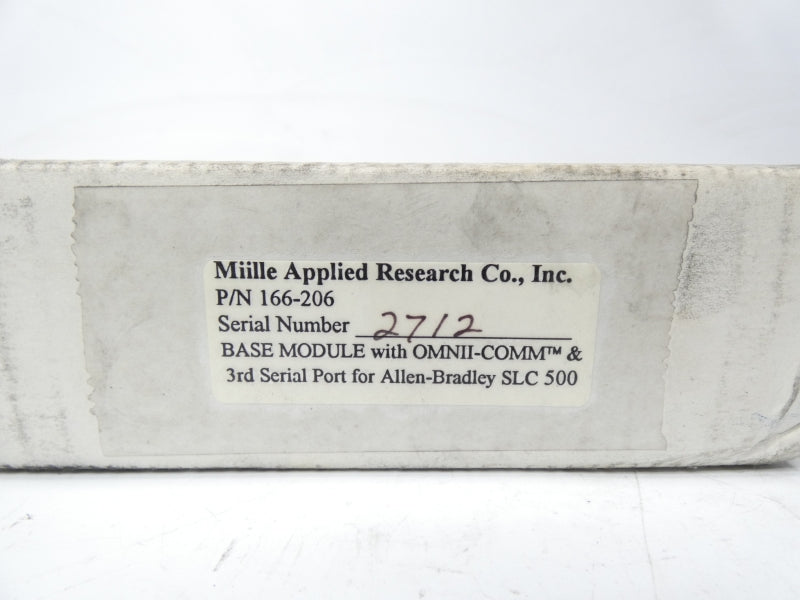 Miille Applied Research Co., Inc.
P/N 166-206
Serial Number 2712
BASE MODULE with OMNII-COMM™ &
3rd Serial Port for Allen-Bradley SLC 500